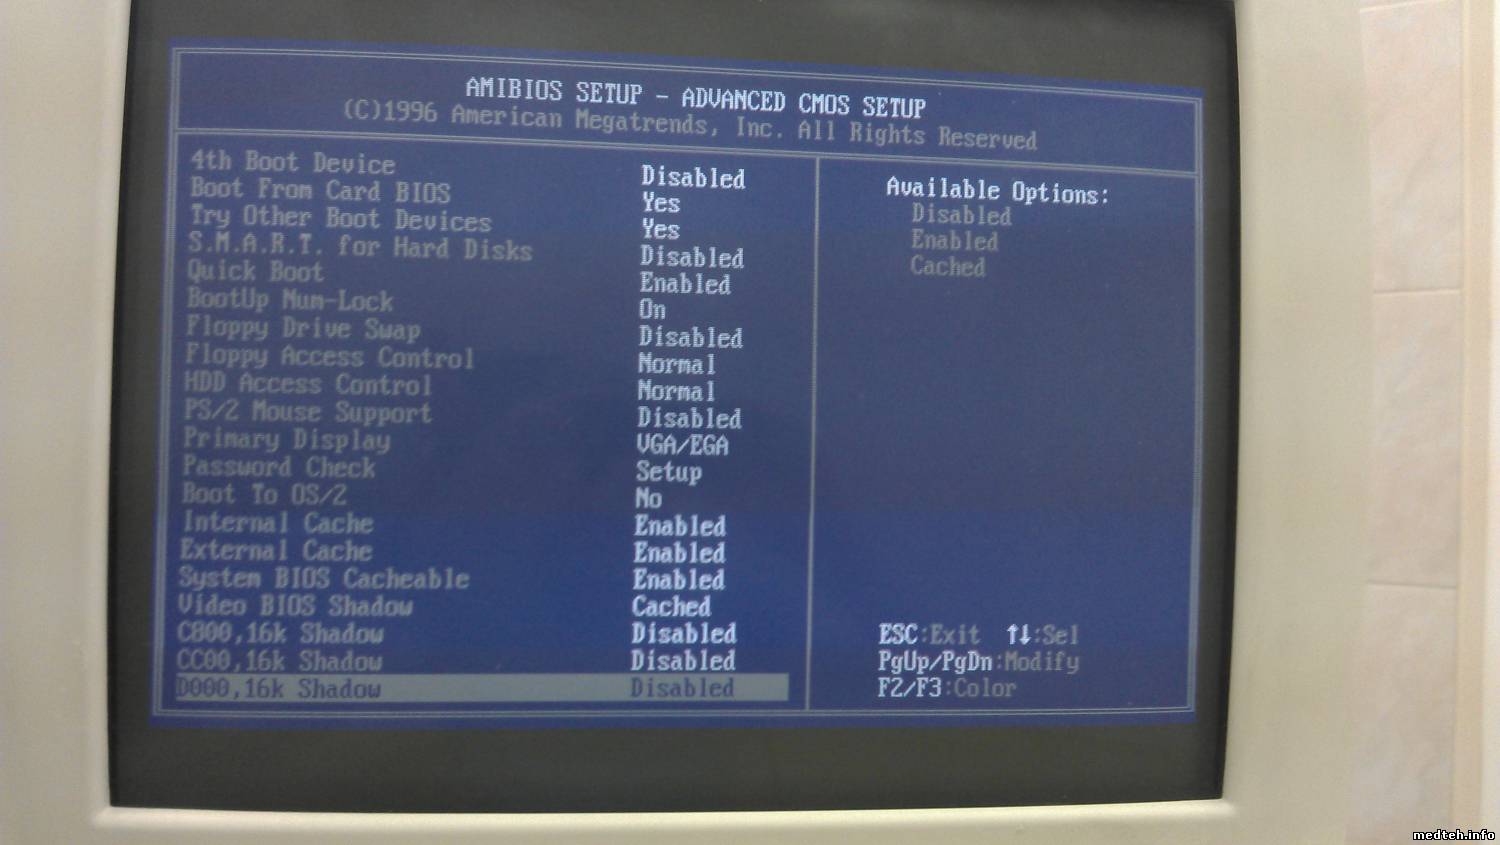 AMIBIOS SETUP - ADVANCED CMOS SETUP
(C)1996 American Megatrends, Inc. All Rights Reserved
4th Boot Device Disabled
Boot From Card BIOS Yes
Try Other Boot Devices Yes
S.M.A.R.T. for Hard Disks Disabled
Quick Boot Enabled
BootUp Num-Lock On
Floppy Drive Swap Disabled
Floppy Access Control Normal
HDD Access Control Normal
PS/2 Mouse Support Disabled
Primary Display VGA/EGA
Password Check Setup
Boot To OS/2 No
Internal Cache Enabled
External Cache Enabled
System BIOS Cacheable Enabled
Video BIOS Shadow Cached
C800,16k Shadow Disabled
CC00,16k Shadow Disabled
D000,16k Shadow Disabled
Available Options:
Disabled
Enabled
Cached
ESC:Exit ↑↓:Sel
PgUp/PgDn:Modify
F2/F3:Color
medteh.info